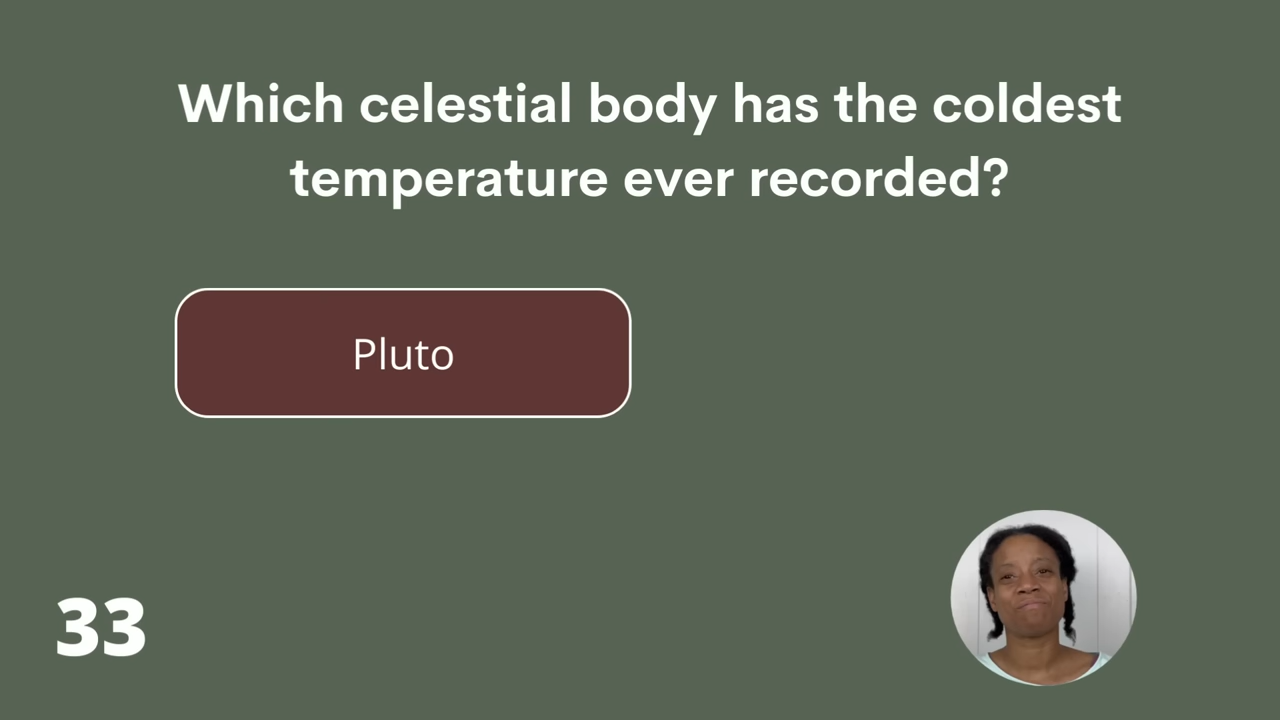 Which celestial body has the coldest
temperature ever recorded?
Pluto
33